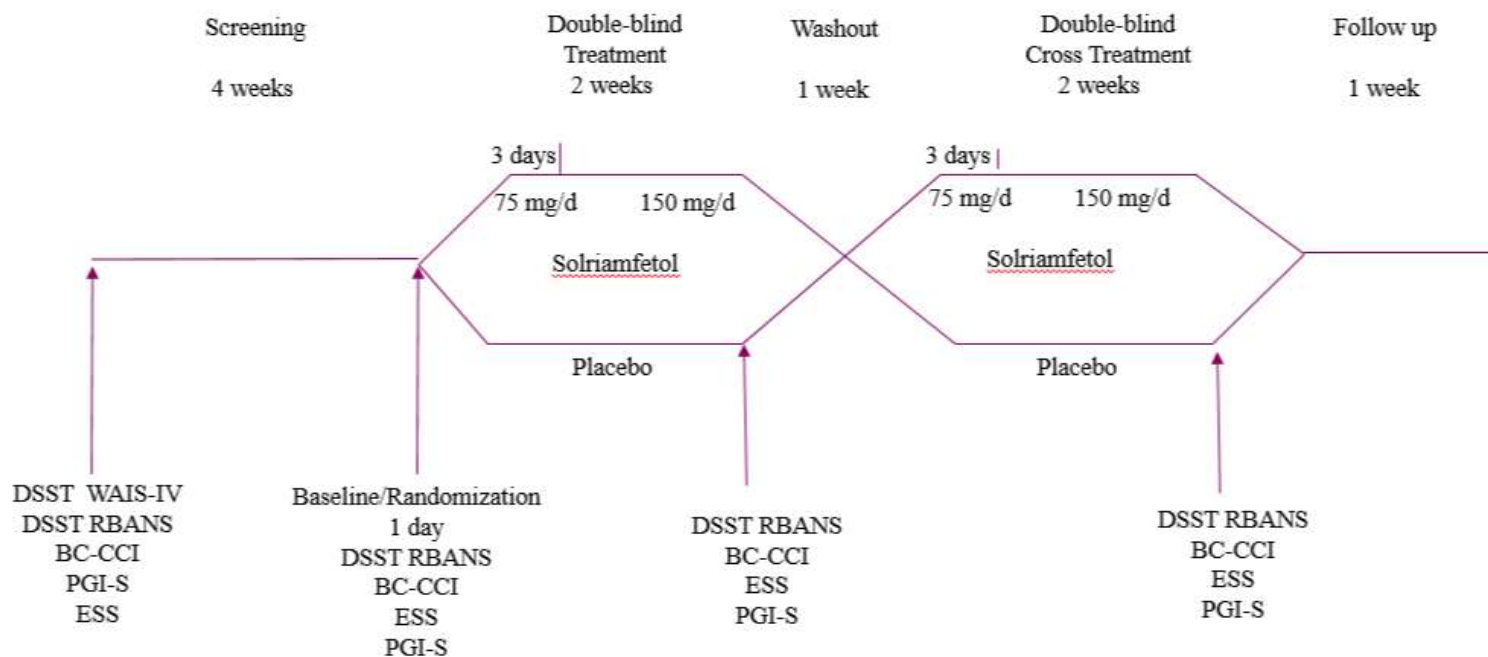 Screening
4 weeks
Double-blind
Treatment
2 weeks
Washout
1 week
Double-blind
Cross Treatment
2 weeks
Follow up
1 week
3 days
75 mg/d 150 mg/d
Solriamfetol
Placebo
3 days
75 mg/d 150 mg/d
Solriamfetol
Placebo
DSST WAIS-IV
DSST RBANS
BC-CCI
PGI-S
ESS
Baseline/Randomization
1 day
DSST RBANS
BC-CCI
ESS
PGI-S
DSST RBANS
BC-CCI
ESS
PGI-S
DSST RBANS
BC-CCI
ESS
PGI-S